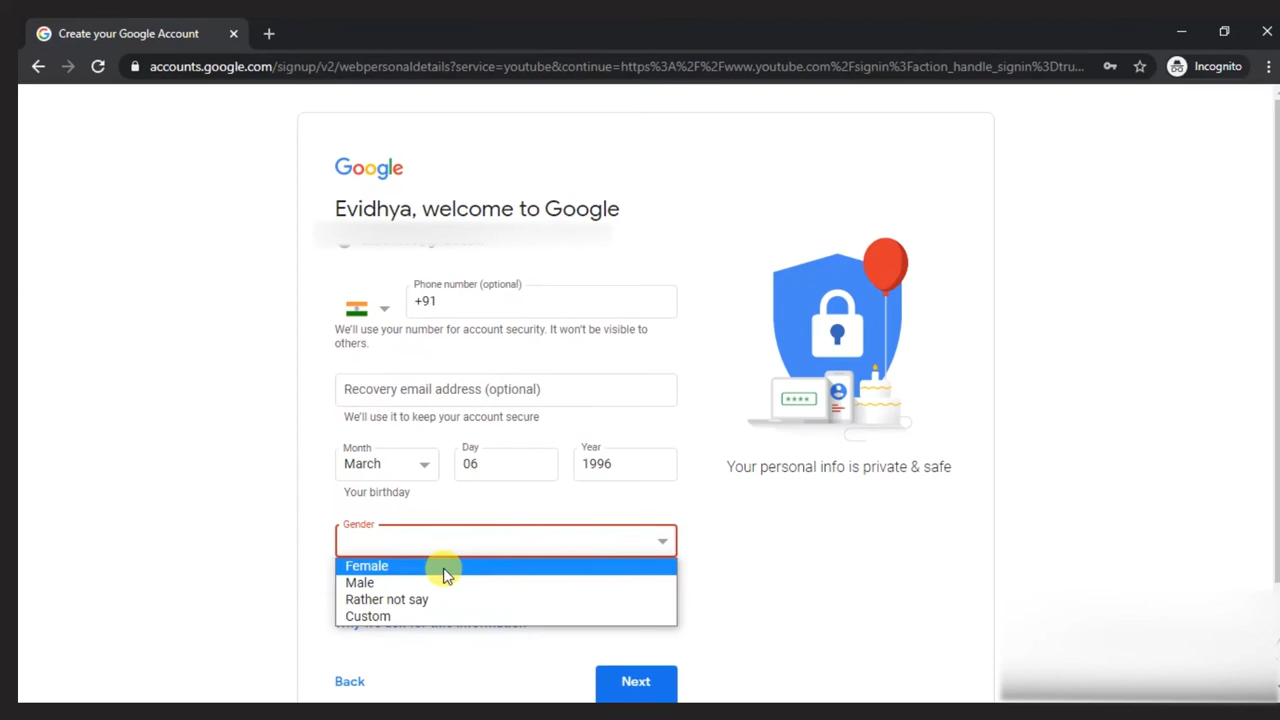 Create your Google Account
accounts.google.com/signup/v2/webpersonaldetails?service=youtube&continue=https%3A%2F%2Fwww.youtube.com%2Fsignin%3Faction_handle_signin%3Dtru...
Incognito
Google
Evidhya, welcome to Google
Phone number (optional)
+91
We'll use your number for account security. It won't be visible to
others.
Recovery email address (optional)
We'll use it to keep your account secure
Month
Day
Year
March
06
1996
Your birthday
Gender
Female
Male
Rather not say
Custom
Back
Next
****
Your personal info is private & safe